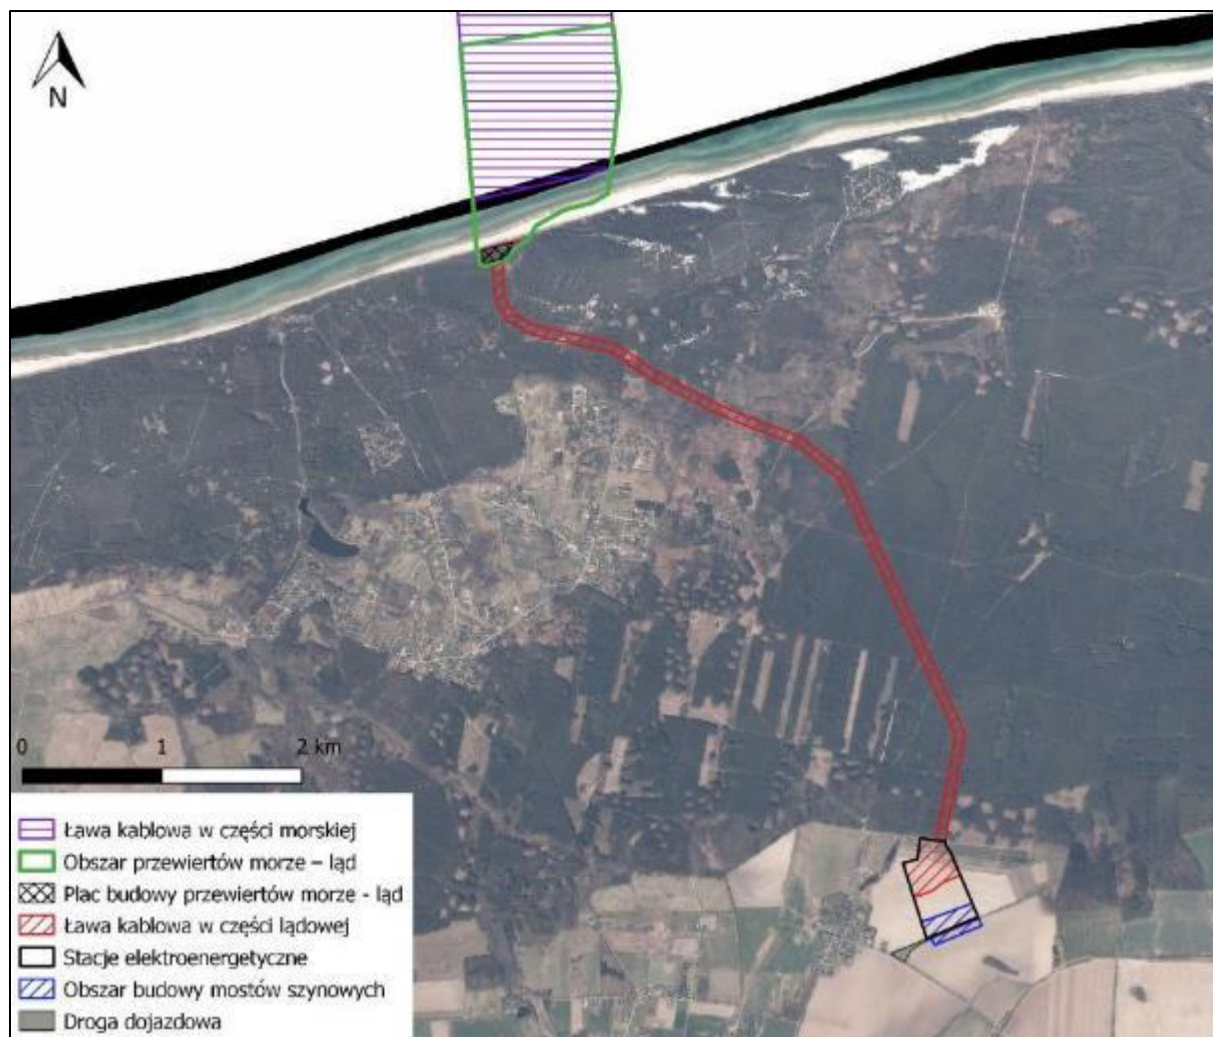 N
0 1 2 km
Ława kablowa w części morskiej
Obszar przewiertów morze – ląd
Plac budowy przewiertów morze - ląd
Ława kablowa w części lądowej
Stacje elektroenergetyczne
Obszar budowy mostów szynowych
Droga dojazdowa